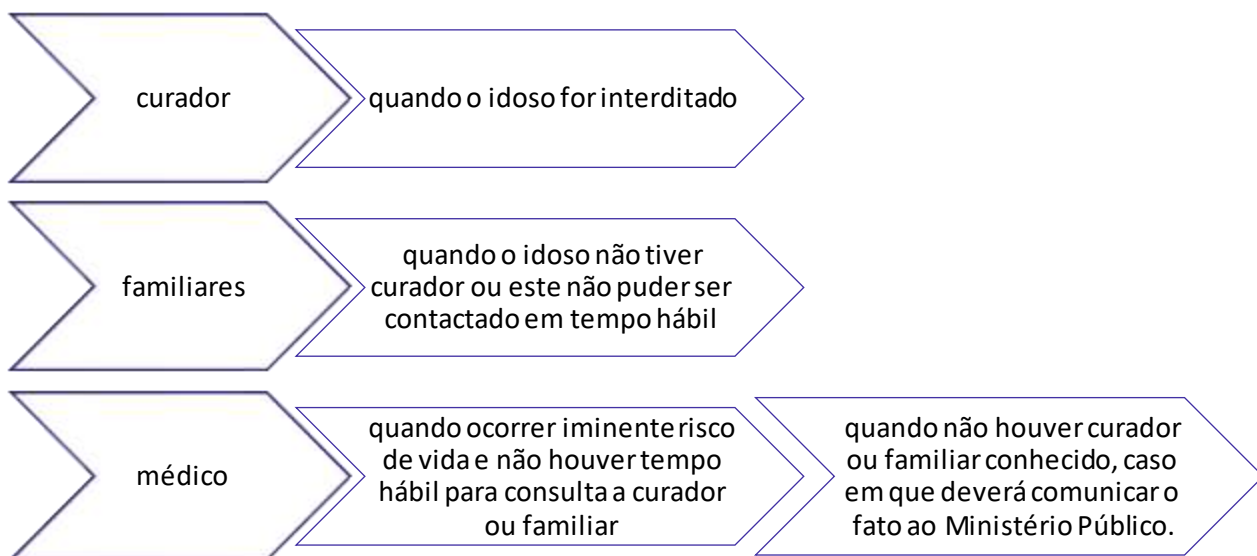 curador
quando o idoso for interditado
familiares
quando o idoso não tiver
curador ou este não puder ser
contactado em tempo hábil
médico
quando ocorrer iminente risco
de vida e não houver tempo
hábil para consulta a curador
ou familiar
quando não houver curador
ou familiar conhecido, caso
em que deverá comunicar o
fato ao Ministério Público.